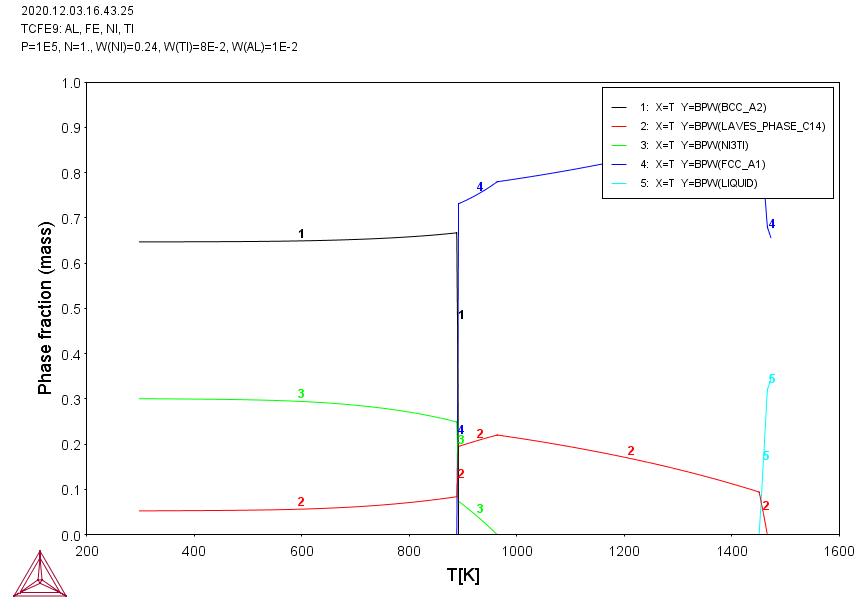 2020.12.03.16.43.25
TCFE9: AL, FE, NI, TI
P=1E5, N=1., W(NI)=0.24, W(TI)=8E-2, W(AL)=1E-2
1.0
0.9
0.8
0.7
0.6
0.5
0.4
0.3
0.2
0.1
0.0
Phase fraction (mass)
1: X=T Y=BPW(BCC_A2)
2: X=T Y=BPW(LAVES_PHASE_C14)
3: X=T Y=BPW(NI3TI)
4: X=T Y=BPW(FCC_A1)
5: X=T Y=BPW(LIQUID)
4
4
1
1
5
3
4
3
2
2
5
2
2
2
3
2
200 400 600 800 1000 1200 1400 1600
T[K]